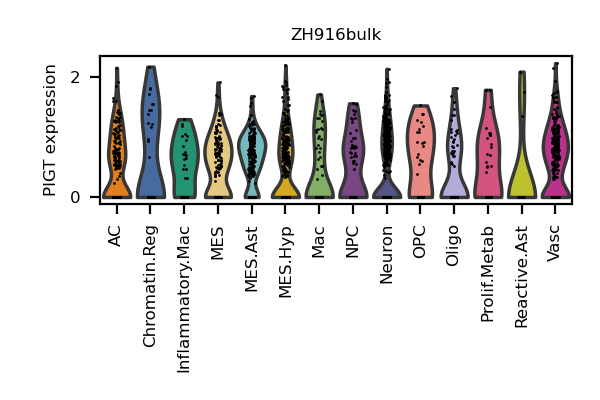 ZH916bulk
PIGT expression
2
0
AC
Chromatin.Reg
Inflammatory.Mac
MES
MES.Ast
MES.Hyp
Mac
NPC
Neuron
OPC
Oligo
Prolif.Metab
Reactive.Ast
Vasc